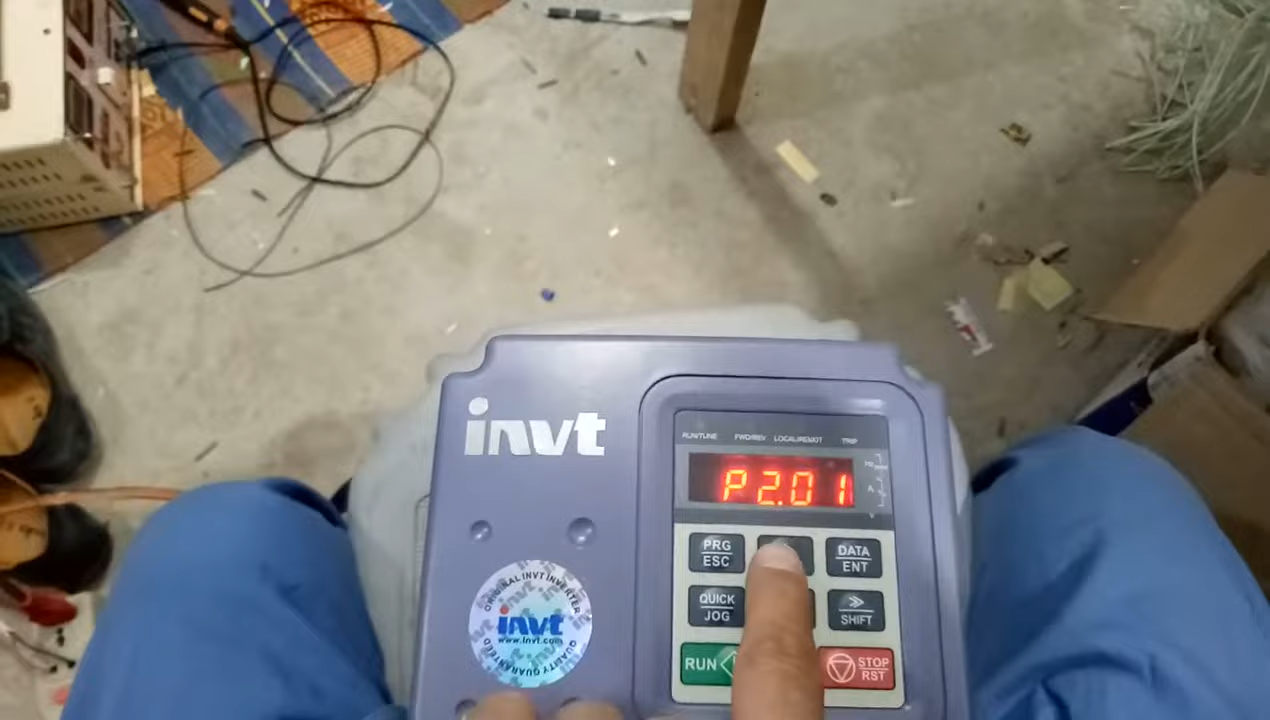 invt
RUN/TUNE FWD/REV LOCAL/REMOT TRIP
Hz
A
V
P2.01
PRG
ESC
DATA
ENT
QUICK
JOG
SHIFT
RUN
STOP
RST
ORIGINAL INVT INVERTER
invt
www.invt.com
QUALITY GUARANTEED